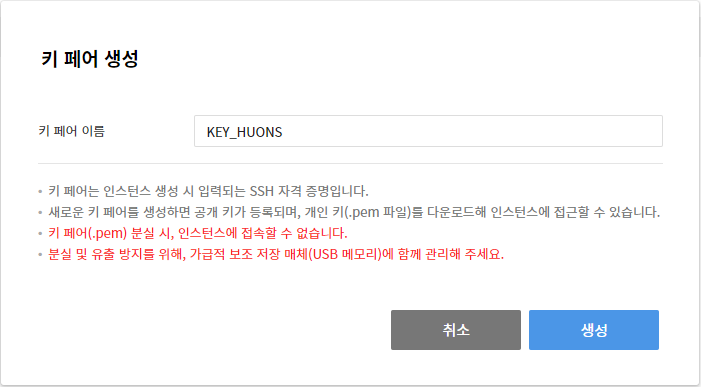 키 페어 생성
키 페어 이름
KEY_HUONS
• 키 페어는 인스턴스 생성 시 입력되는 SSH 자격 증명입니다.
• 새로운 키 페어를 생성하면 공개 키가 등록되며, 개인 키(.pem 파일)를 다운로드해 인스턴스에 접근할 수 있습니다.
• 키 페어(.pem) 분실 시, 인스턴스에 접속할 수 없습니다.
• 분실 및 유출 방지를 위해, 가급적 보조 저장 매체(USB 메모리)에 함께 관리해 주세요.
취소
생성